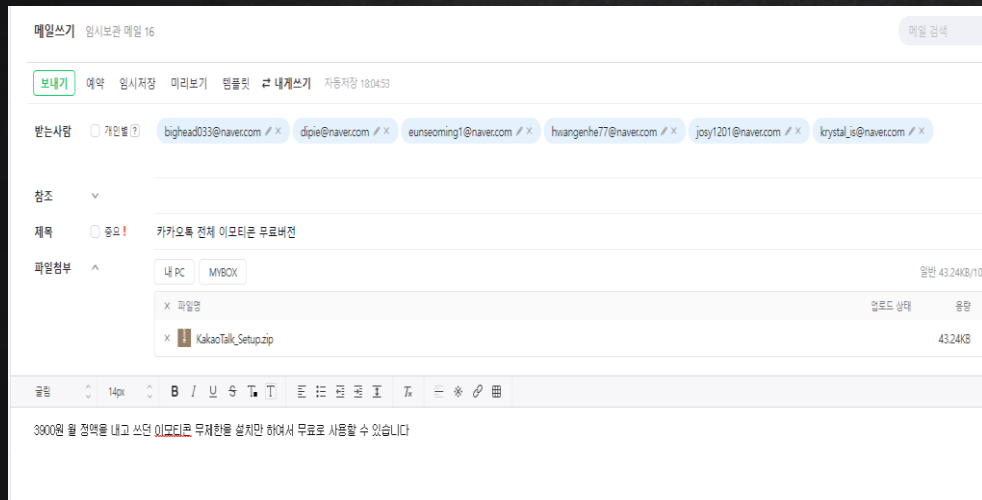 메일쓰기 임시보관 메일 16 메일 검색
보내기 예약 임시저장 미리보기 템플릿 내게쓰기 자동저장 18:04:53
받는사람 개인별 ? bighead033@naver.com dipie@naver.com eunseoming1@naver.com hwangenhe77@naver.com josy1201@naver.com krystal_is@naver.com
참조
제목 중요! 카카오톡 전체 이모티콘 무료버전
파일첨부 내 PC MYBOX 일반 43.24KB/10
파일명 업로드 상태 용량
KakaoTalk_Setup.zip 43.24KB
굴림 14px B I U S T T Tx
3900원 월 정액을 내고 쓰던 이모티콘 무제한을 설치만 하여서 무료로 사용할 수 있습니다